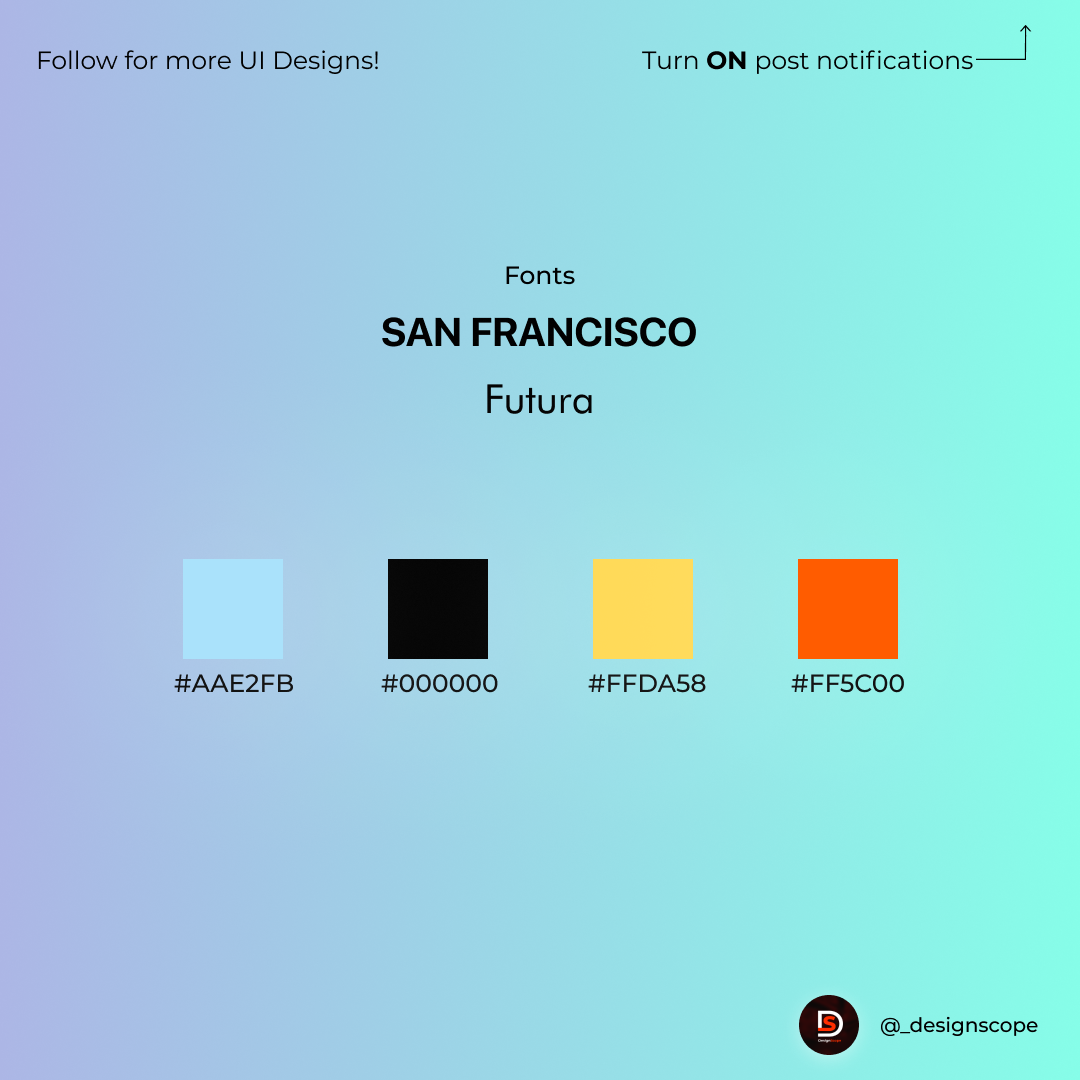 Follow for more UI Designs!
Turn ON post notifications
Fonts
SAN FRANCISCO
Futura
#AAE2FB
#000000
#FFDA58
#FF5C00
DS
DesignScope
@_designscope